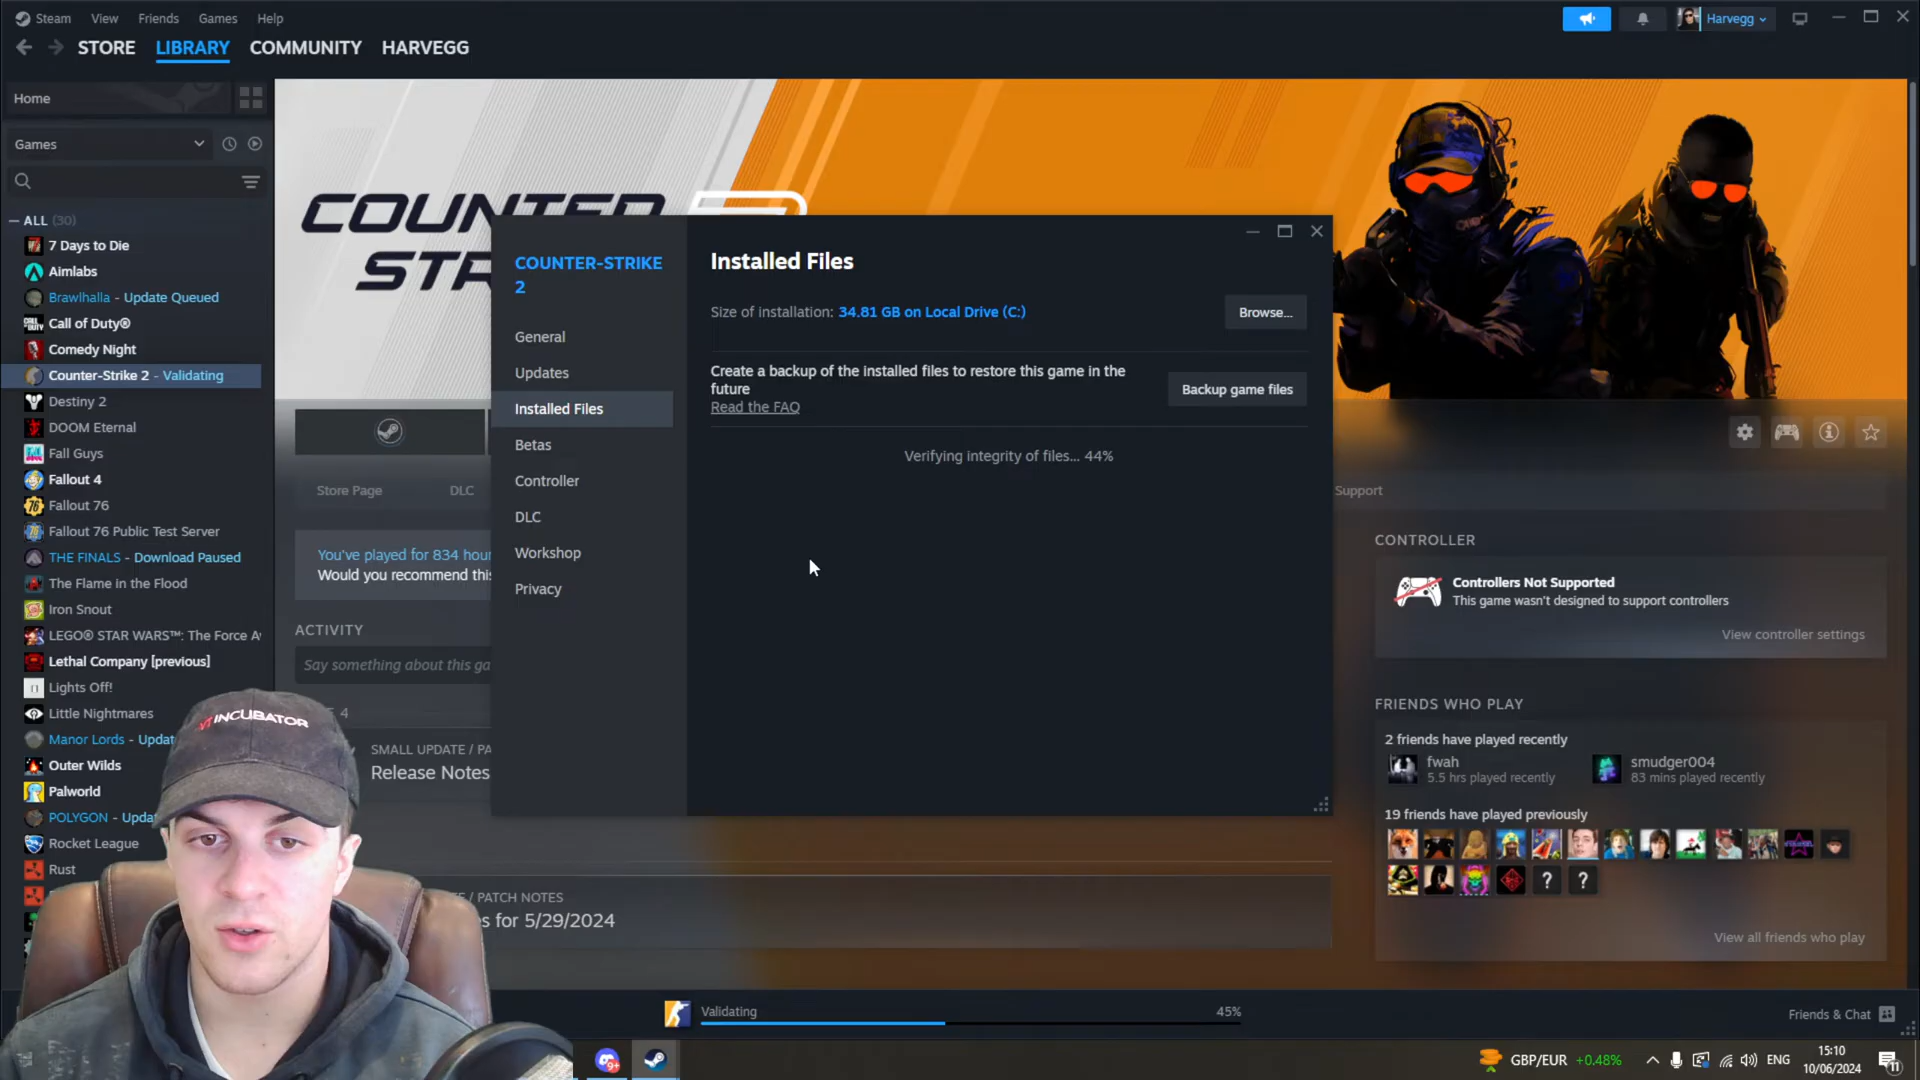 Steam View Friends Games Help
Harvegg
STORE LIBRARY COMMUNITY HARVEGG
Home
Games
ALL (30)
7 Days to Die
Aimlabs
Brawlhalla - Update Queued
Call of Duty®
Comedy Night
Counter-Strike 2 - Validating
Destiny 2
DOOM Eternal
Fall Guys
Fallout 4
Fallout 76
Fallout 76 Public Test Server
THE FINALS - Download Paused
The Flame in the Flood
Iron Snout
LEGO® STAR WARS™: The Force A
Lethal Company [previous]
Lights Off!
Little Nightmares
Manor Lords - Updat
Outer Wilds
Palworld
POLYGON - Upda
Rocket League
Rust
INCUBATOR
COUNTER
STR
COUNTER-STRIKE
2
General
Updates
Installed Files
Betas
Controller
DLC
Workshop
Privacy
Installed Files
Size of installation: 34.81 GB on Local Drive (C:)
Browse...
Create a backup of the installed files to restore this game in the
future
Read the FAQ
Backup game files
Verifying integrity of files... 44%
Store Page DLC
Support
You've played for 834 hour
Would you recommend this
ACTIVITY
Say something about this ga
4
SMALL UPDATE / PA
Release Notes
/ PATCH NOTES
s for 5/29/2024
CONTROLLER
Controllers Not Supported
This game wasn't designed to support controllers
View controller settings
FRIENDS WHO PLAY
2 friends have played recently
fwah
5.5 hrs played recently
smudger004
83 mins played recently
19 friends have played previously
? ?
View all friends who play
Validating 45%
Friends & Chat
9+
GBP/EUR +0.48%
ENG
15:10
10/06/2024
11